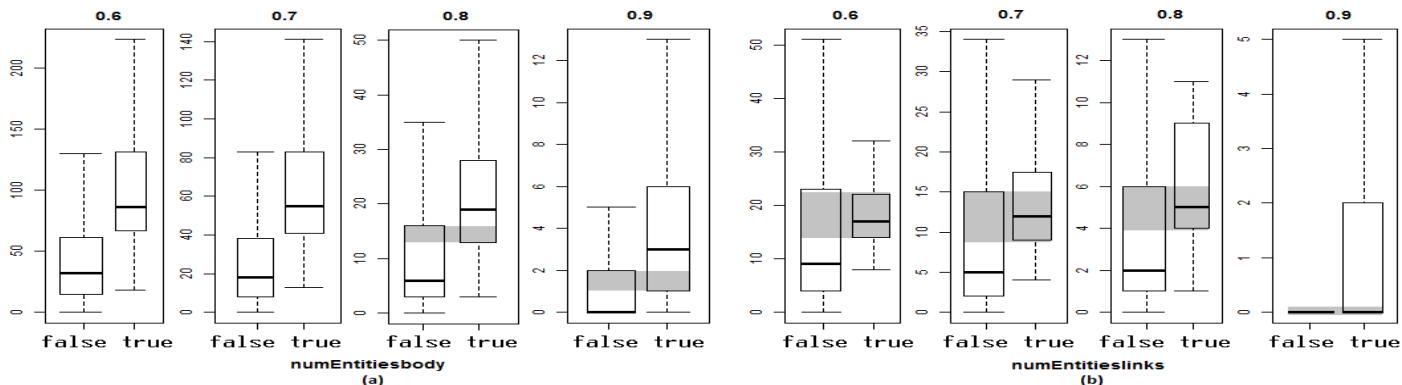 0.6 0.7 0.8 0.9 0.6 0.7 0.8 0.9
200 150 100 50 0
140 120 100 80 60 40 20 0
50 40 30 20 10 0
12 10 8 6 4 2 0
50 40 30 20 10 0
35 30 25 20 15 10 5 0
12 10 8 6 4 2 0
5 4 3 2 1 0
false true false true false true false true false true false true false true false true
numEntitiesbody numEntitieslinks
(a) (b)